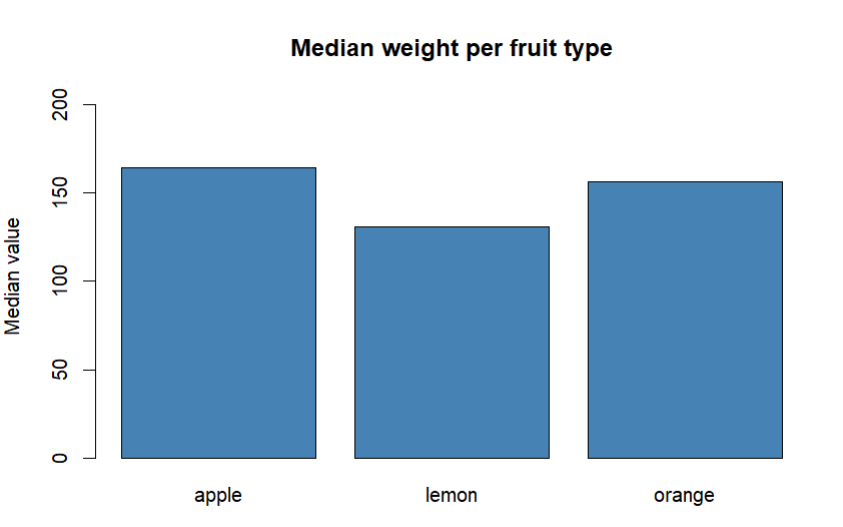 Median weight per fruit type
Median value
200
150
100
50
0
apple
lemon
orange